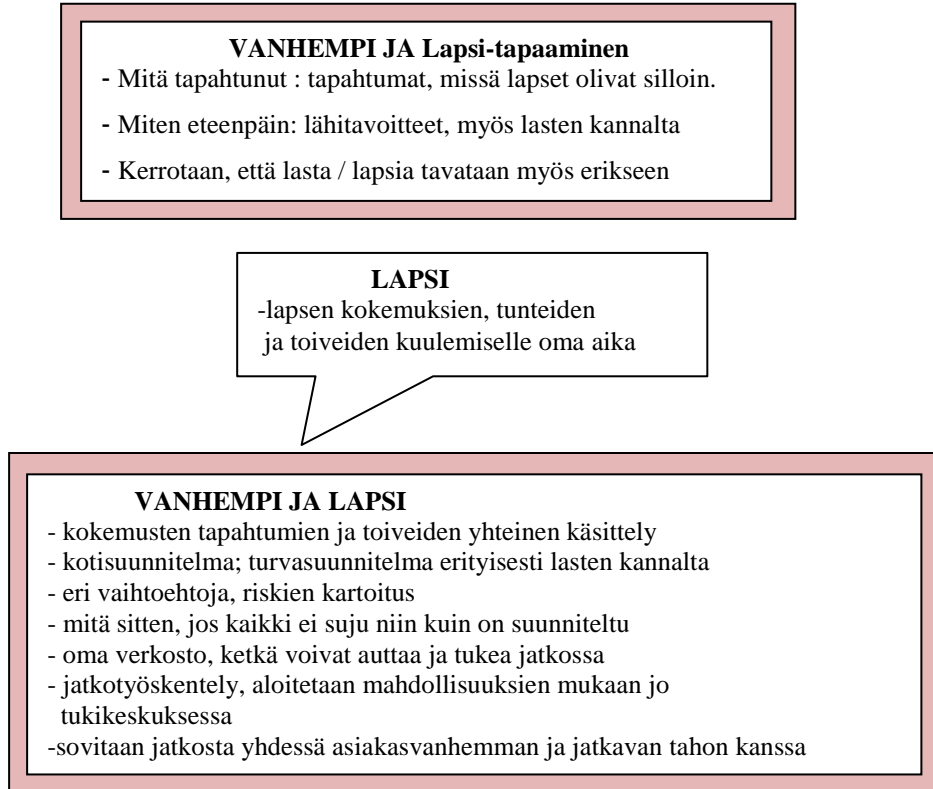 VANHEMPI JA Lapsi-tapaaminen
- Mitä tapahtunut : tapahtumat, missä lapset olivat silloin.
- Miten eteenpäin: lähitavoitteet, myös lasten kannalta
- Kerrotaan, että lasta / lapsia tavataan myös erikseen
LAPSI
-lapsen kokemuksien, tunteiden
ja toiveiden kuulemiselle oma aika
VANHEMPI JA LAPSI
- kokemusten tapahtumien ja toiveiden yhteinen käsittely
- kotisuunnitelma; turvasuunnitelma erityisesti lasten kannalta
- eri vaihtoehtoja, riskien kartoitus
- mitä sitten, jos kaikki ei suju niin kuin on suunniteltu
- oma verkosto, ketkä voivat auttaa ja tukea jatkossa
- jatkotyöskentely, aloitetaan mahdollisuuksien mukaan jo
tukikeskuksessa
-sovitaan jatkosta yhdessä asiakasvanhemman ja jatkavan tahon kanssa